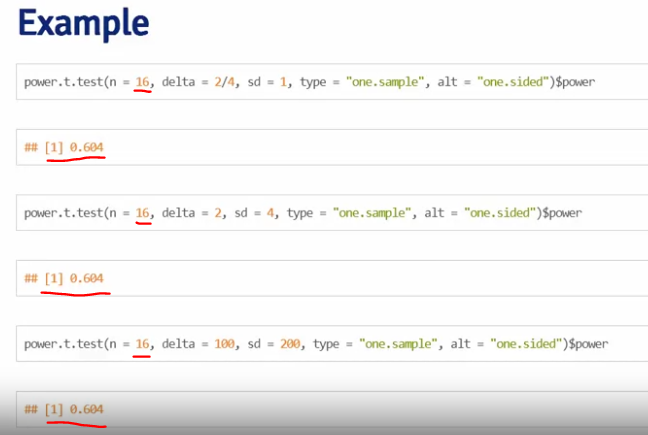 Example
power.t.test(n = 16, delta = 2/4, sd = 1, type = "one.sample", alt = "one.sided")$power
## [1] 0.604
power.t.test(n = 16, delta = 2, sd = 4, type = "one.sample", alt = "one.sided")$power
## [1] 0.604
power.t.test(n = 16, delta = 100, sd = 200, type = "one.sample", alt = "one.sided")$power
## [1] 0.604